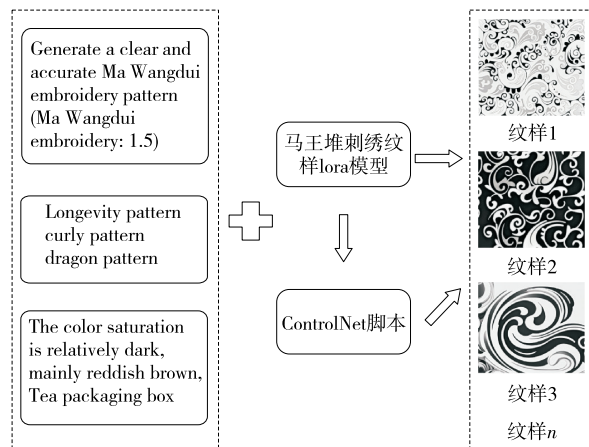 Generate a clear and
accurate Ma Wangdui
embroidery pattern
(Ma Wangdui
embroidery: 1.5)
Longevity pattern
curly pattern
dragon pattern
The color saturation
is relatively dark,
mainly reddish brown,
Tea packaging box
马王堆刺绣纹
样lora模型
ControlNet脚本
纹样1
纹样2
纹样3
纹样n